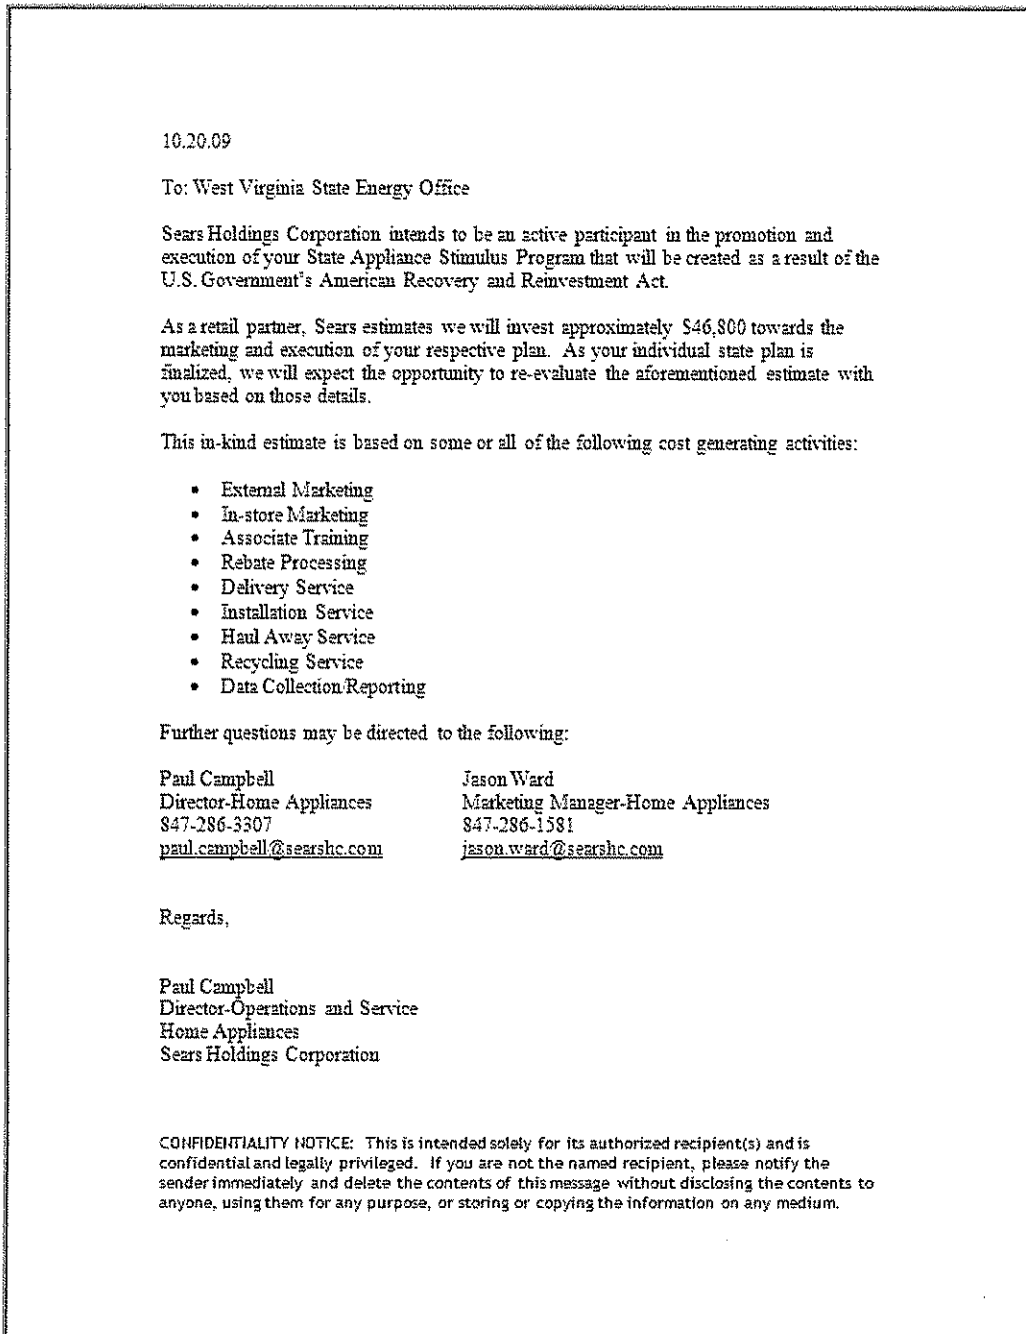 10.20.09
To: West Virginia State Energy Office
Sears Holdings Corporation intends to be an active participant in the promotion and
execution of your State Appliance Stimulus Program that will be created as a result of the
U.S. Government's American Recovery and Reinvestment Act.
As a retail partner, Sears estimates we will invest approximately $46,800 towards the
marketing and execution of your respective plan. As your individual state plan is
finalized, we will expect the opportunity to re-evaluate the aforementioned estimate with
you based on those details.
This in-kind estimate is based on some or all of the following cost generating activities:
• External Marketing
• In-store Marketing
• Associate Training
• Rebate Processing
• Delivery Service
• Installation Service
• Haul Away Service
• Recycling Service
• Data Collection/Reporting
Further questions may be directed to the following:
Paul Campbell Jason Ward
Director-Home Appliances Marketing Manager-Home Appliances
847-286-3307 847-286-1581
paul.campbell@searshc.com jason.ward@searshc.com
Regards,
Paul Campbell
Director-Operations and Service
Home Appliances
Sears Holdings Corporation
CONFIDENTIALITY NOTICE: This is intended solely for its authorized recipient(s) and is
confidential and legally privileged. If you are not the named recipient, please notify the
sender immediately and delete the contents of this message without disclosing the contents to
anyone, using them for any purpose, or storing or copying the information on any medium.